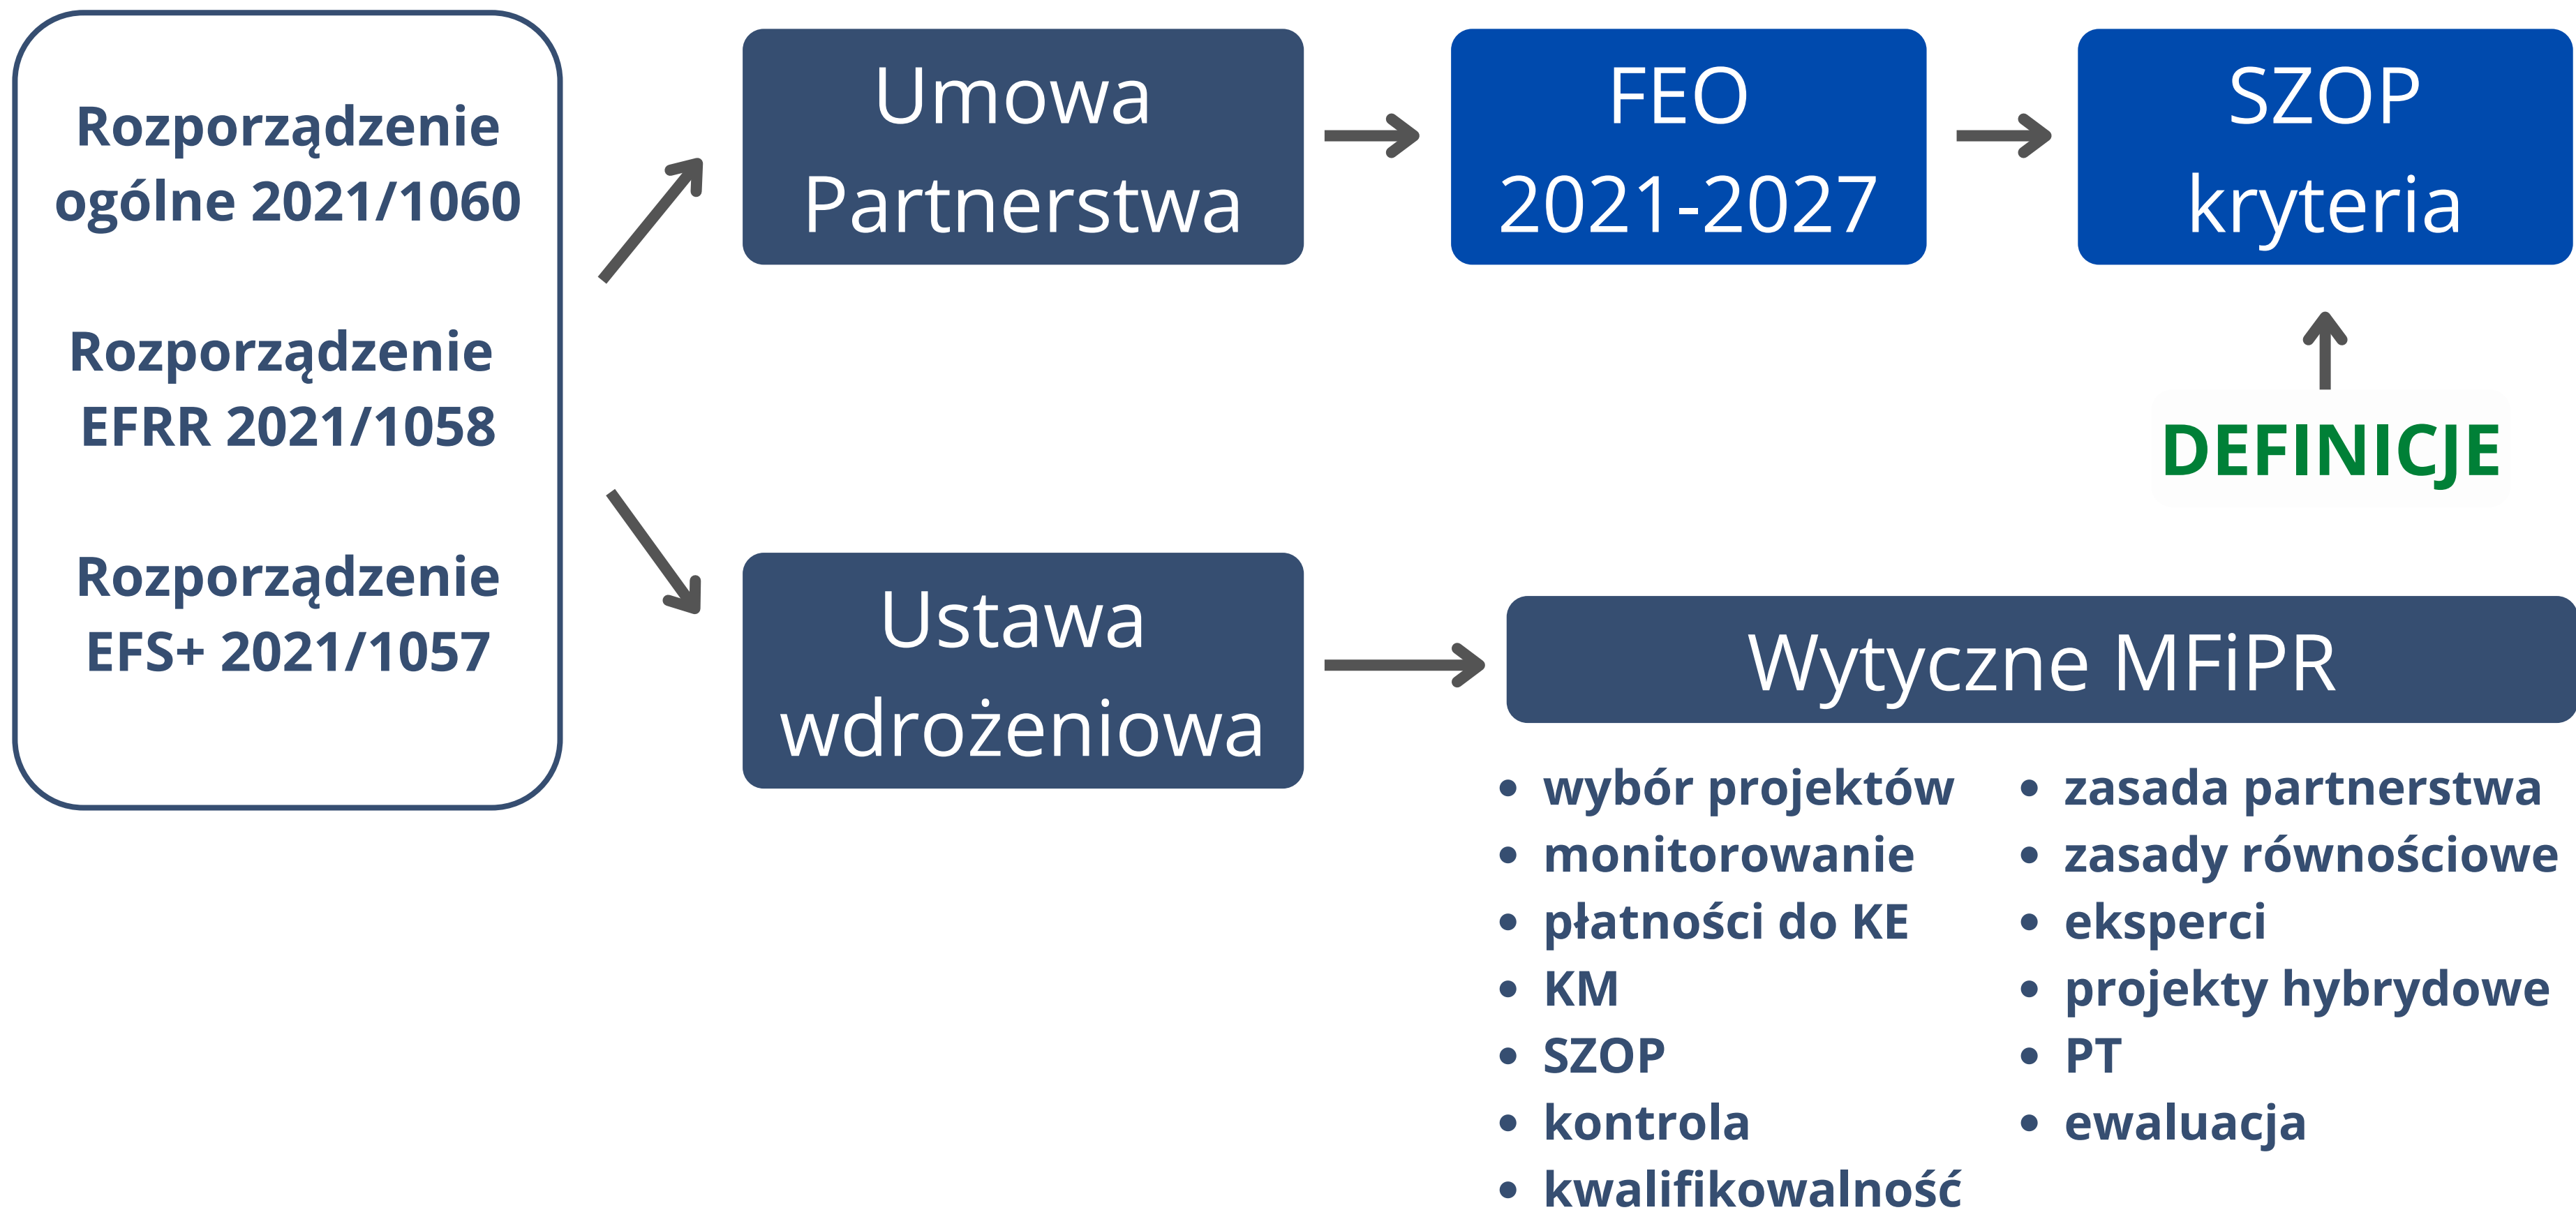 Rozporządzenie
ogólne 2021/1060
Rozporządzenie
EFRR 2021/1058
Rozporządzenie
EFS+ 2021/1057
Umowa
Partnerstwa
FEO
2021-2027
SZOP
kryteria
DEFINICJE
Ustawa
wdrożeniowa
Wytyczne MFiPR
• wybór projektów
• monitorowanie
• płatności do KE
• KM
• SZOP
• kontrola
• kwalifikowalność
• zasada partnerstwa
• zasady równościowe
• eksperci
• projekty hybrydowe
• PT
• ewaluacja